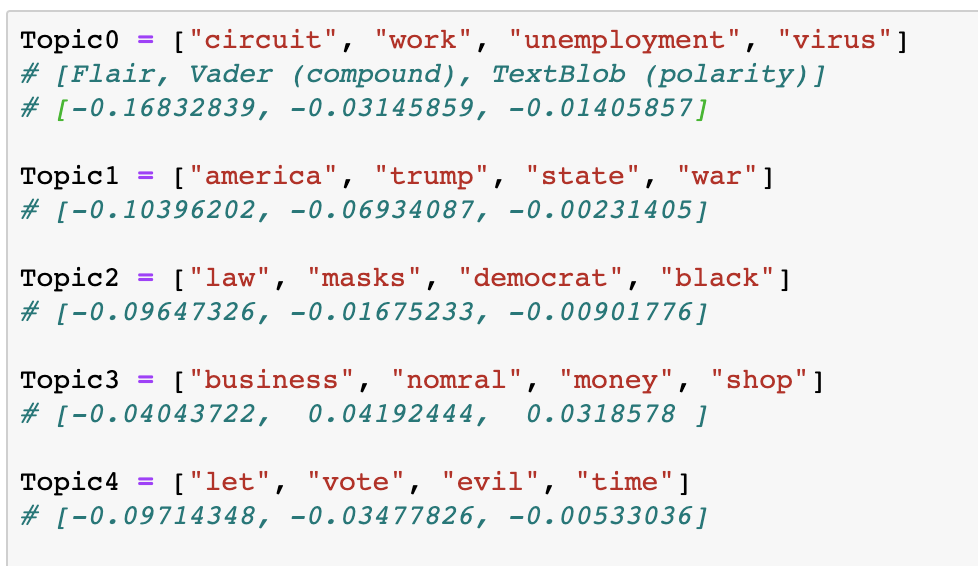 Topic0 = ["circuit", "work", "unemployment", "virus"]
# [Flair, Vader (compound), TextBlob (polarity)]
# [-0.16832839, -0.03145859, -0.01405857]
Topic1 = ["america", "trump", "state", "war"]
# [-0.10396202, -0.06934087, -0.00231405]
Topic2 = ["law", "masks", "democrat", "black"]
# [-0.09647326, -0.01675233, -0.00901776]
Topic3 = ["business", "nomral", "money", "shop"]
# [-0.04043722,  0.04192444,  0.0318578 ]
Topic4 = ["let", "vote", "evil", "time"]
# [-0.09714348, -0.03477826, -0.00533036]